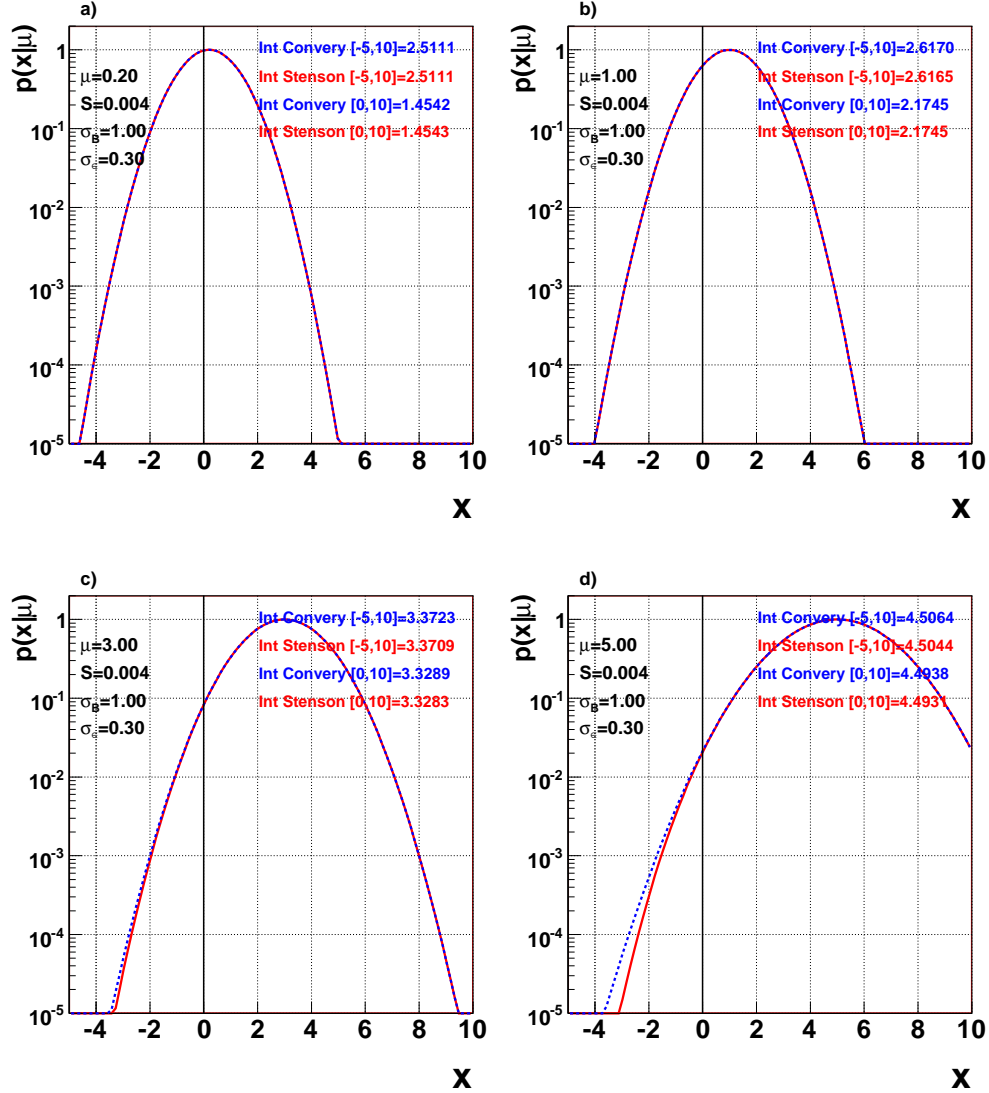 a)
p(x|μ)
1
10-1
10-2
10-3
10-4
10-5
μ=0.20
S=0.004
σB=1.00
σε=0.30
Int Convery [-5,10]=2.5111
Int Stenson [-5,10]=2.5111
Int Convery [0,10]=1.4542
Int Stenson [0,10]=1.4543
-4 -2 0 2 4 6 8 10
x
b)
p(x|μ)
1
10-1
10-2
10-3
10-4
10-5
μ=1.00
S=0.004
σB=1.00
σε=0.30
Int Convery [-5,10]=2.6170
Int Stenson [-5,10]=2.6165
Int Convery [0,10]=2.1745
Int Stenson [0,10]=2.1745
-4 -2 0 2 4 6 8 10
x
c)
p(x|μ)
1
10-1
10-2
10-3
10-4
10-5
μ=3.00
S=0.004
σB=1.00
σε=0.30
Int Convery [-5,10]=3.3723
Int Stenson [-5,10]=3.3709
Int Convery [0,10]=3.3289
Int Stenson [0,10]=3.3283
-4 -2 0 2 4 6 8 10
x
d)
p(x|μ)
1
10-1
10-2
10-3
10-4
10-5
μ=5.00
S=0.004
σB=1.00
σε=0.30
Int Convery [-5,10]=4.5064
Int Stenson [-5,10]=4.5044
Int Convery [0,10]=4.4938
Int Stenson [0,10]=4.4931
-4 -2 0 2 4 6 8 10
x